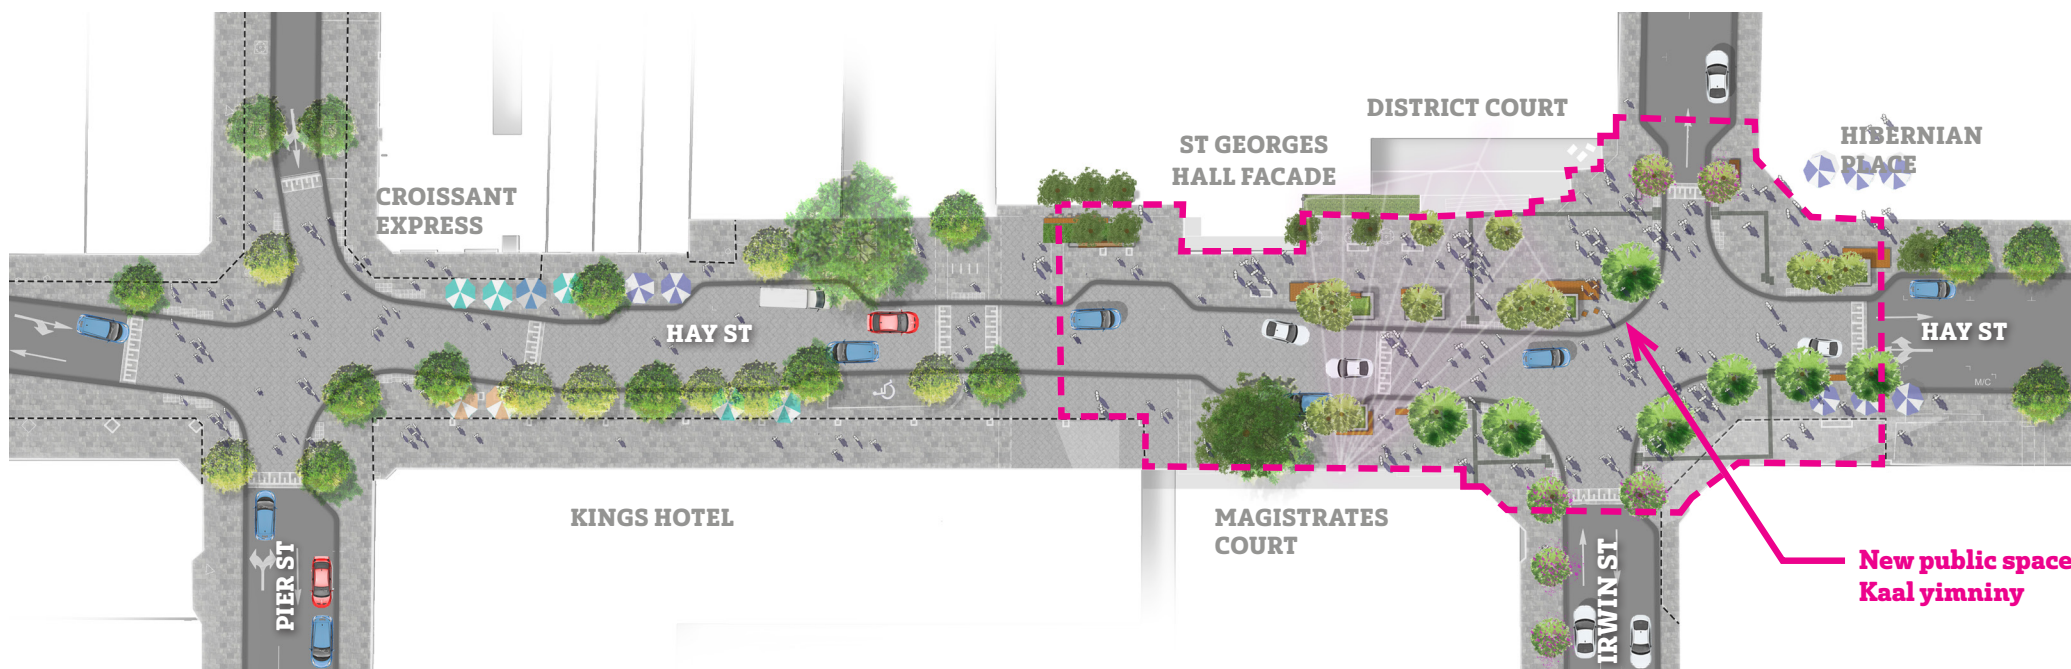 DISTRICT COURT
ST GEORGES
HALL FACADE
HIBERNIAN
PLACE
CROISSANT
EXPRESS
HAY ST
HAY ST
M/C
KINGS HOTEL
MAGISTRATES
COURT
PIER ST
IRWIN ST
New public space
Kaal yimniny